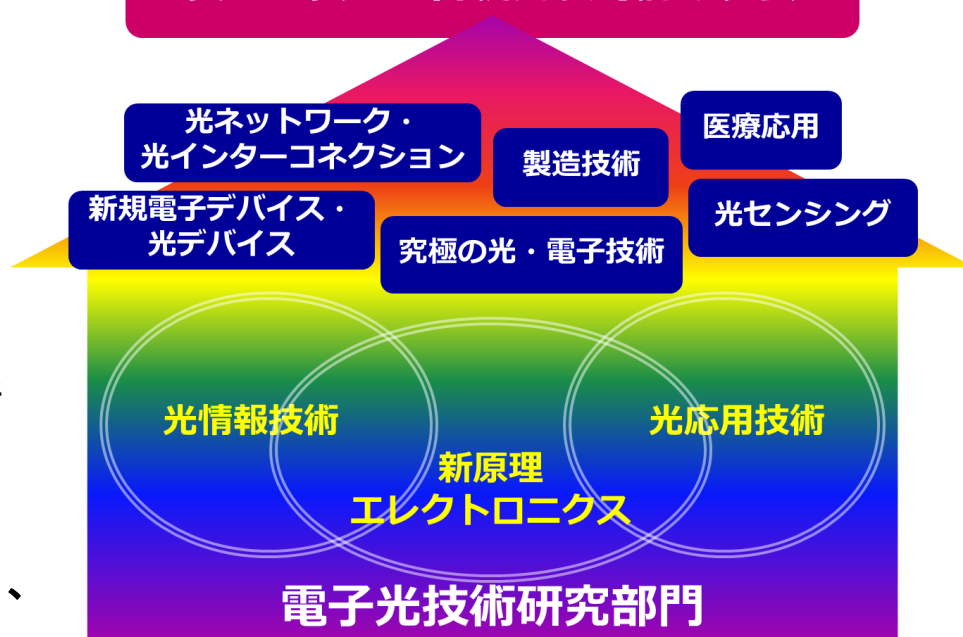 光ネットワーク・
光インターコネクション
医療応用
製造技術
新規電子デバイス・
光デバイス
光センシング
究極の光・電子技術
光情報技術
光応用技術
新原理
エレクトロニクス
、
電子光技術研究部門